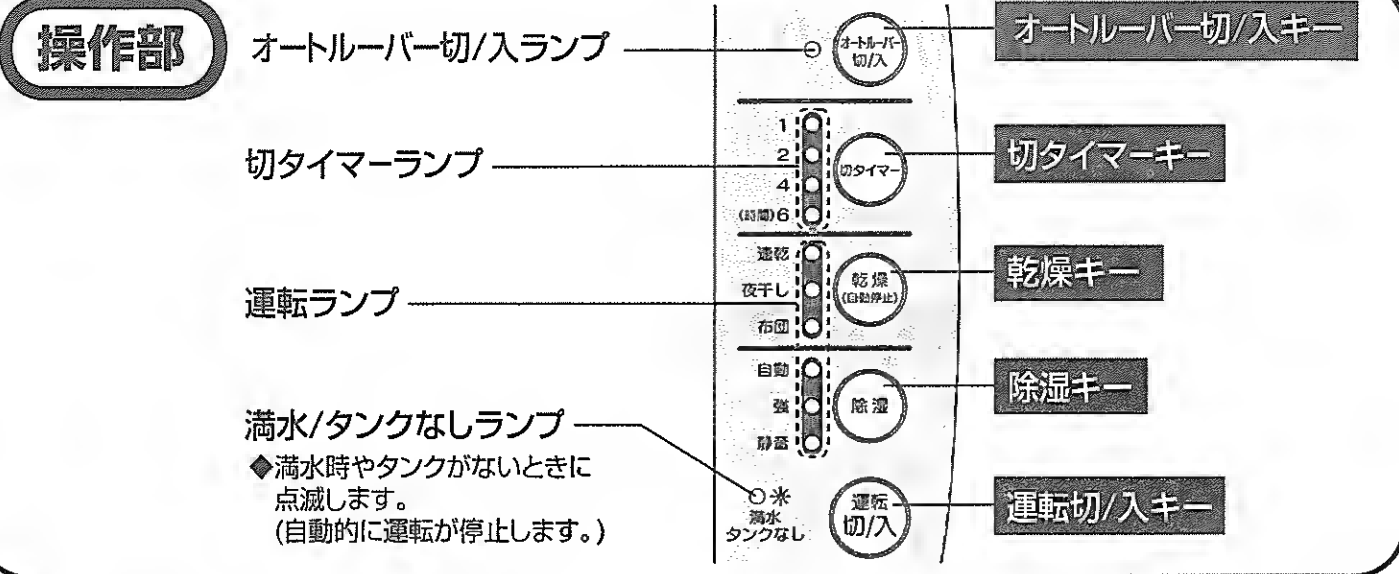 操作部
オートルーバー切/入ランプ
オートルーバー
切/入
オートルーバー切/入キー
切タイマーランプ
1
2
4
(時間)6
切タイマー
切タイマーキー
運転ランプ
速乾
夜干し
布団
乾燥
(自動停止)
乾燥キー
自動
強
静音
除湿
除湿キー
満水/タンクなしランプ
◆満水時やタンクがないときに
点滅します。
(自動的に運転が停止します。)
満水
タンクなし
運転
切/入
運転切/入キー